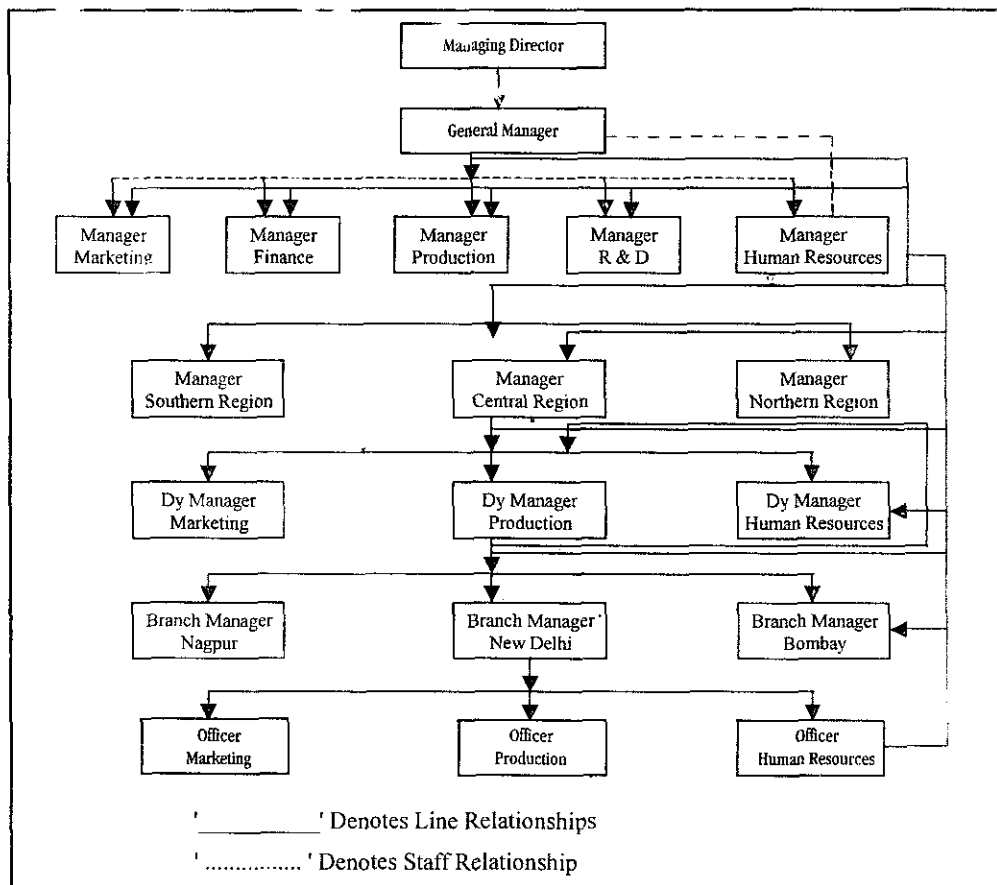 Managing Director
General Manager
Manager
Marketing
Manager
Finance
Manager
Production
Manager
R & D
Manager
Human Resources
Manager
Southern Region
Manager
Central Region
Manager
Northern Region
Dy Manager
Marketing
Dy Manager
Production
Dy Manager
Human Resources
Branch Manager
Nagpur
Branch Manager
New Delhi
Branch Manager
Bombay
Officer
Marketing
Officer
Production
Officer
Human Resources
'____________' Denotes Line Relationships
'...............' Denotes Staff Relationship